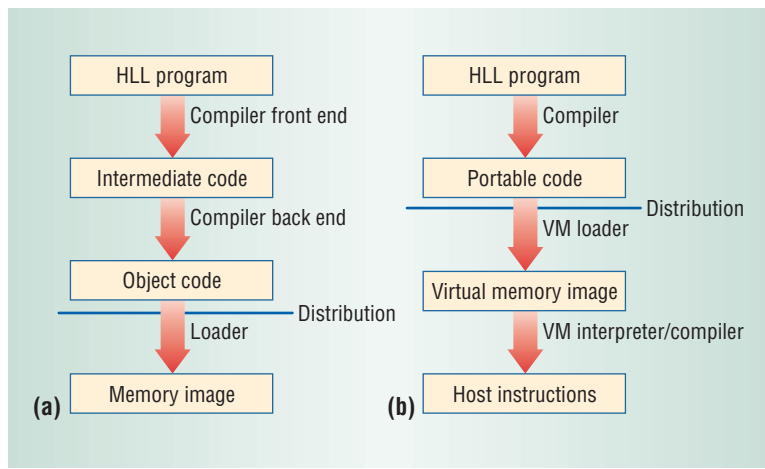 HLL program
Compiler front end
Intermediate code
Compiler back end
Object code
Distribution
Loader
Memory image
(a)
HLL program
Compiler
Portable code
Distribution
VM loader
Virtual memory image
VM interpreter/compiler
Host instructions
(b)